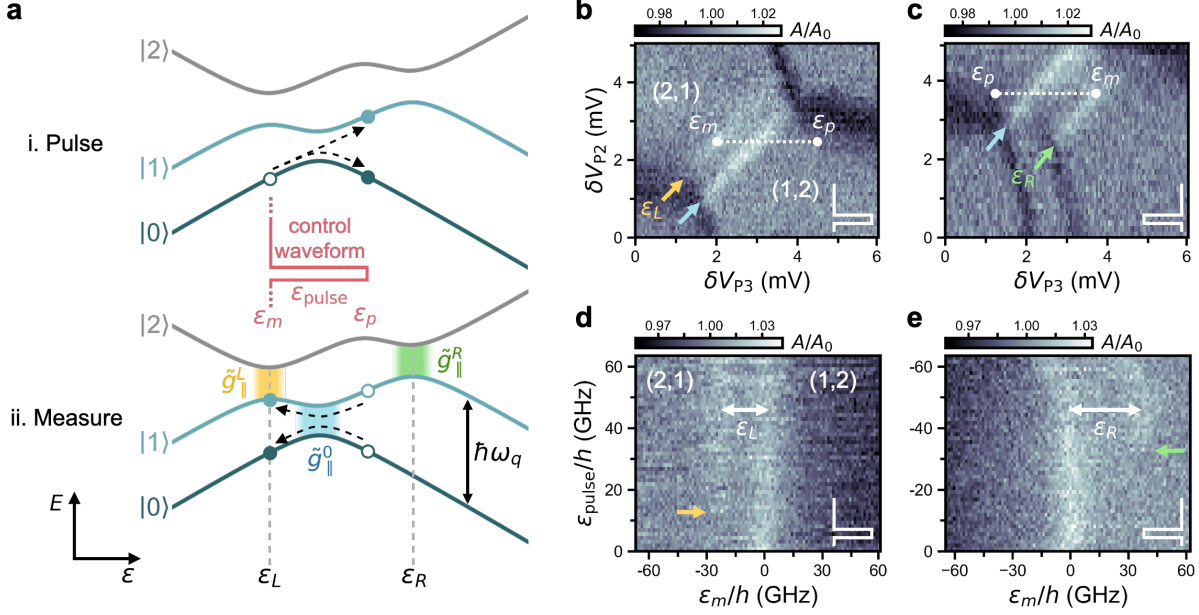 a
|2⟩
i. Pulse
|1⟩
|0⟩
control
waveform
ε_pulse
ε_m
ε_p
|2⟩
g̃_∥^L
g̃_∥^R
ii. Measure
|1⟩
g̃_∥^0
ħω_q
|0⟩
E
ε
ε_L
ε_R
b
0.98 1.00 1.02
A/A_0
(2,1)
ε_m
ε_p
ε_L
(1,2)
δV_P2 (mV)
4
2
0
0 2 4 6
δV_P3 (mV)
c
0.98 1.00 1.02
A/A_0
ε_p
ε_m
ε_R
4
2
0
0 2 4 6
δV_P3 (mV)
d
0.97 1.00 1.03
A/A_0
(2,1)
(1,2)
ε_L
ε_pulse/h (GHz)
60
40
20
0
-60 -30 0 30 60
ε_m/h (GHz)
e
0.97 1.00 1.03
A/A_0
ε_R
-60
-40
-20
0
−60 −30 0 30 60
ε_m/h (GHz)